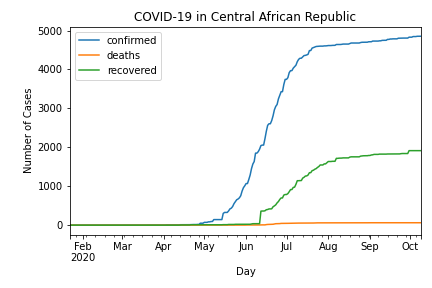 COVID-19 in Central African Republic
confirmed
deaths
recovered
Number of Cases
5000
4000
3000
2000
1000
0
Feb Mar Apr May Jun Jul Aug Sep Oct
2020
Day